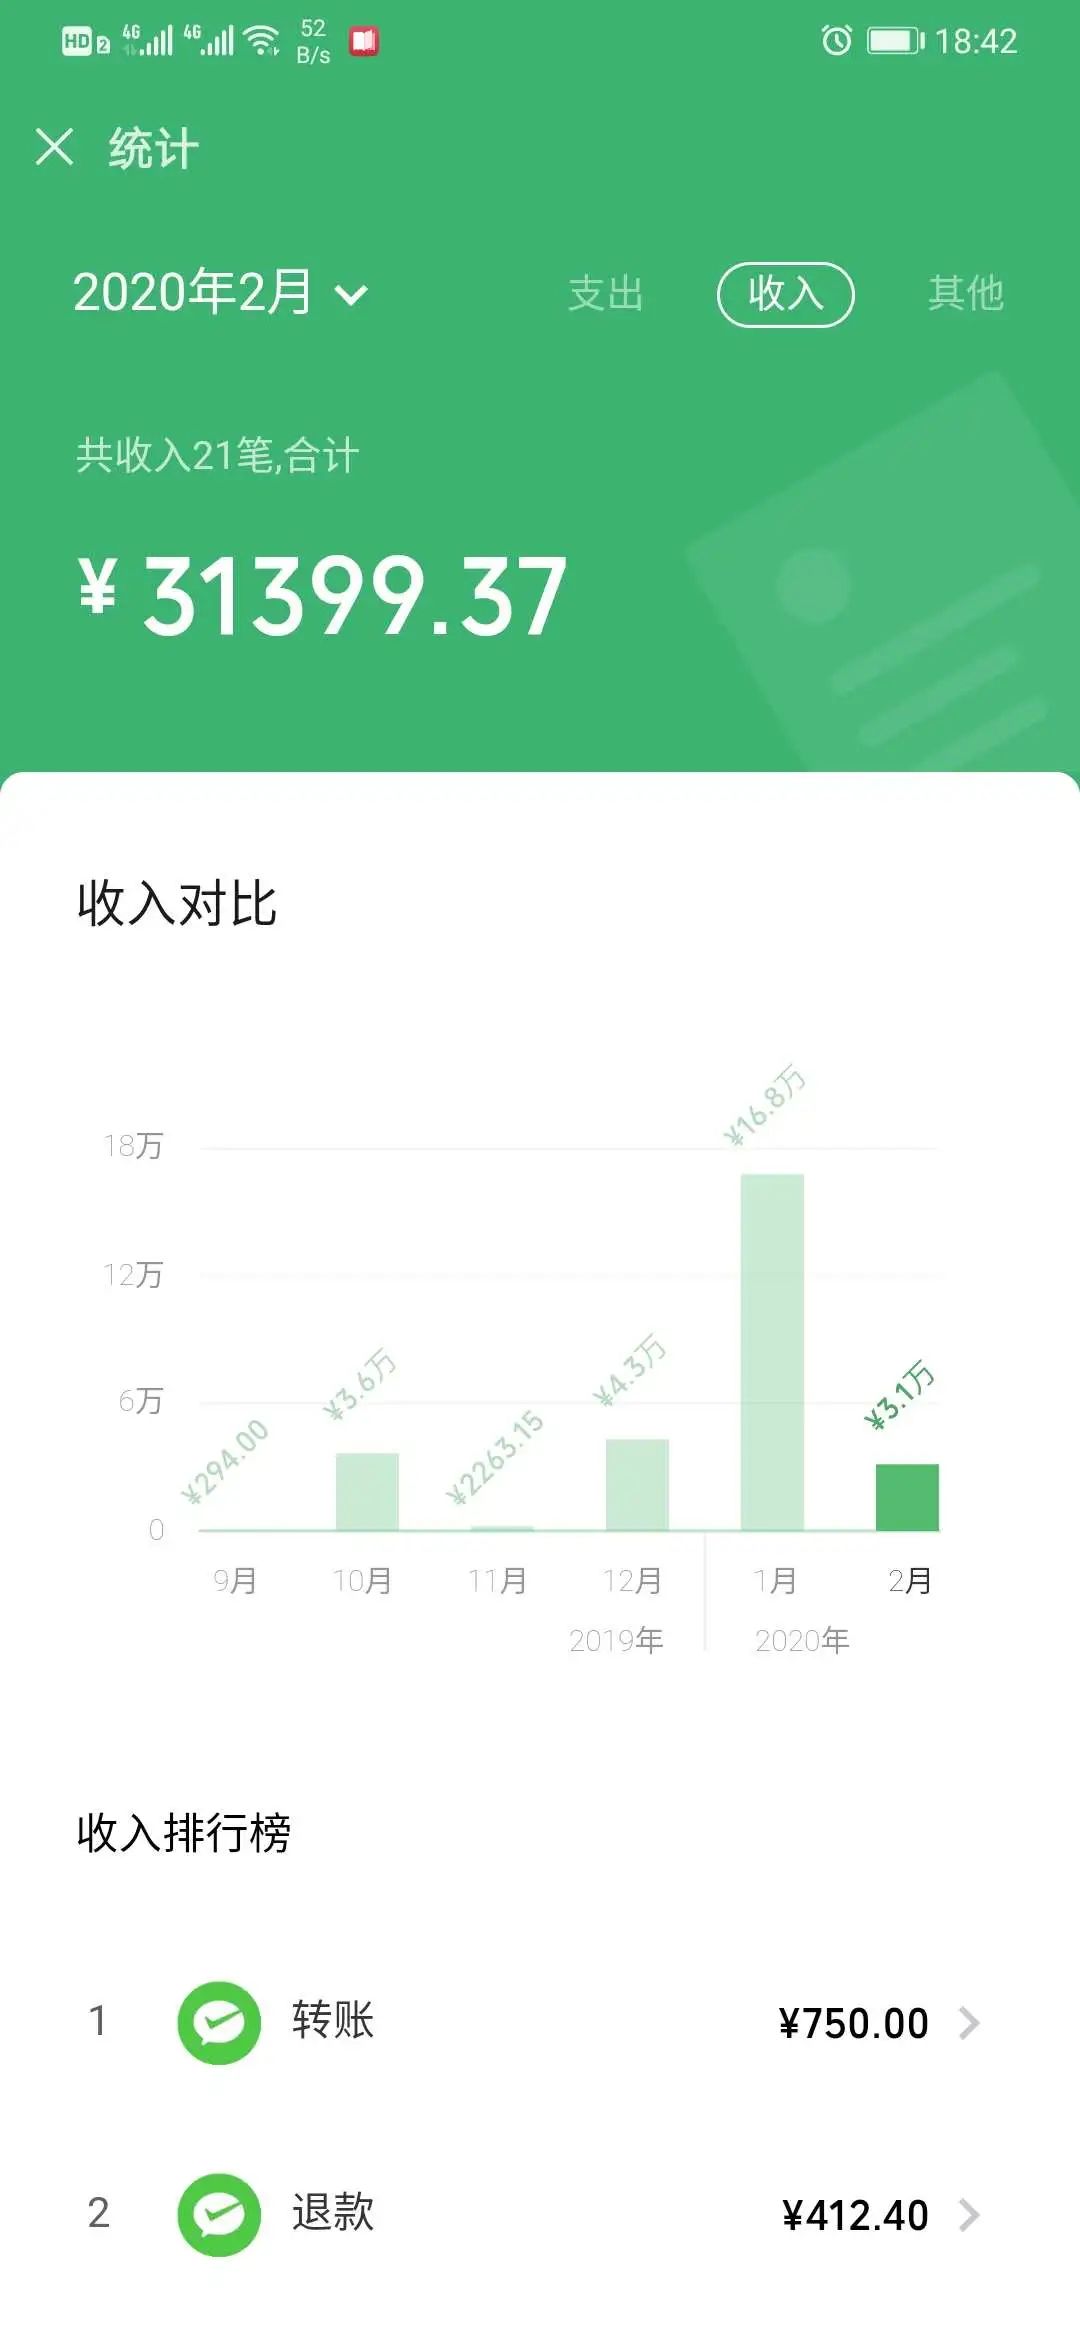 HD 2 4G 4G 52 B/s 18:42
统计
2020年2月 支出 收入 其他
共收入21笔,合计
¥31399.37
收入对比
¥16.8万
18万
12万
¥3.6万 ¥4.3万 ¥3.1万
6万
¥294.00 ¥2263.15
0
9月 10月 11月 12月 1月 2月
2019年 2020年
收入排行榜
1 转账 ¥750.00
2 退款 ¥412.40